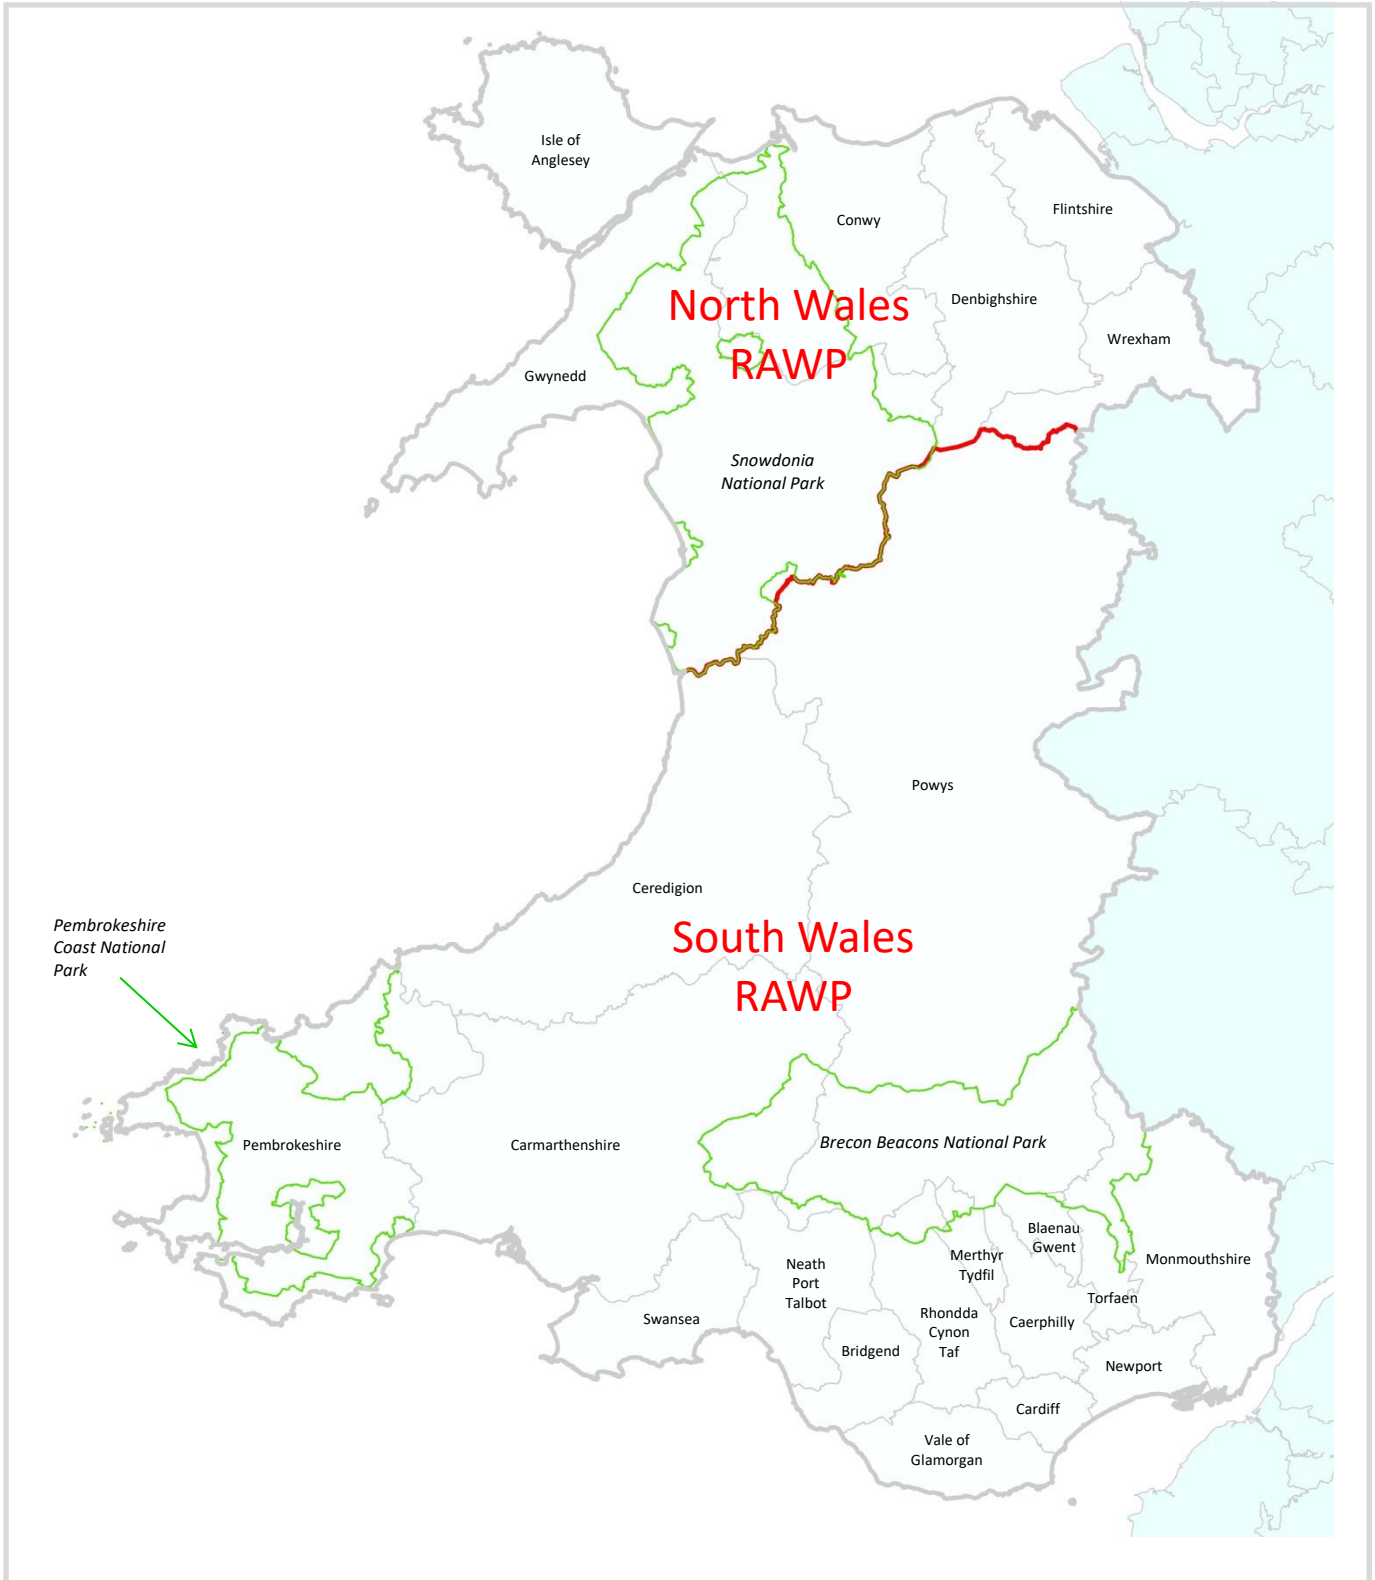 Isle of
Anglesey
Conwy
Flintshire
Denbighshire
North Wales
RAWP
Wrexham
Gwynedd
Snowdonia
National Park
Powys
Ceredigion
South Wales
RAWP
Pembrokeshire
Coast National
Park
Pembrokeshire
Carmarthenshire
Brecon Beacons National Park
Blaenau
Gwent
Merthyr
Tydfil
Monmouthshire
Neath
Port
Talbot
Torfaen
Swansea
Rhondda
Cynon
Taf
Caerphilly
Bridgend
Newport
Cardiff
Vale of
Glamorgan